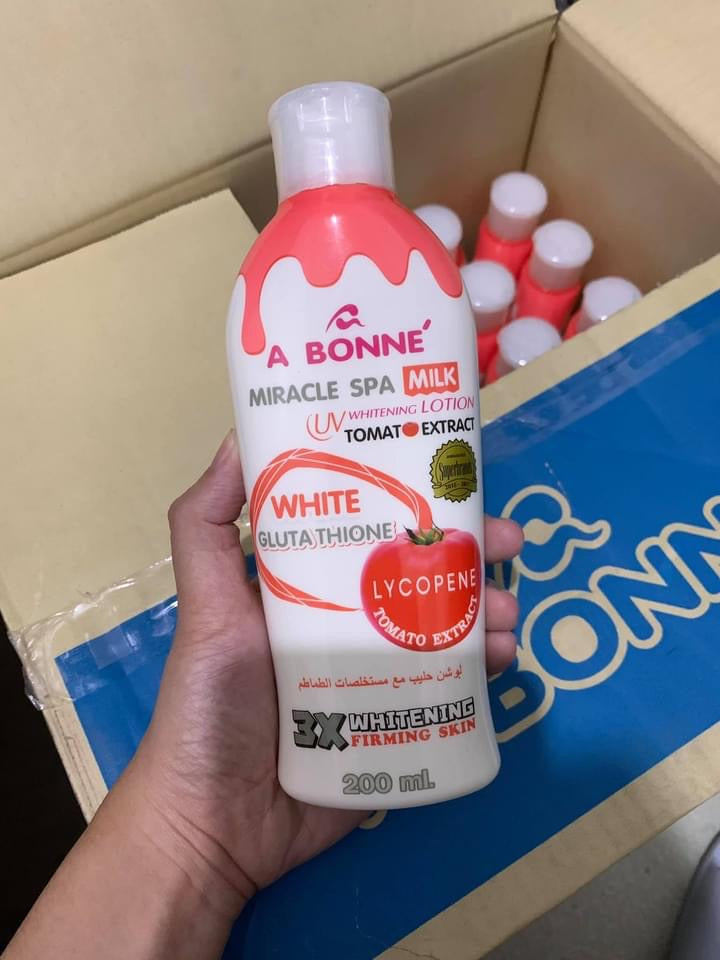 A BONNE´
MIRACLE SPA MILK
UV WHITENING LOTION
TOMATO EXTRACT
Superbrands
WHITE
GLUTA THIONE
LYCOPENE
TOMATO EXTRACT
لوشن حليب مع مستخلصات الطماطم
3X WHITENING
FIRMING SKIN
200 ml.
BONN